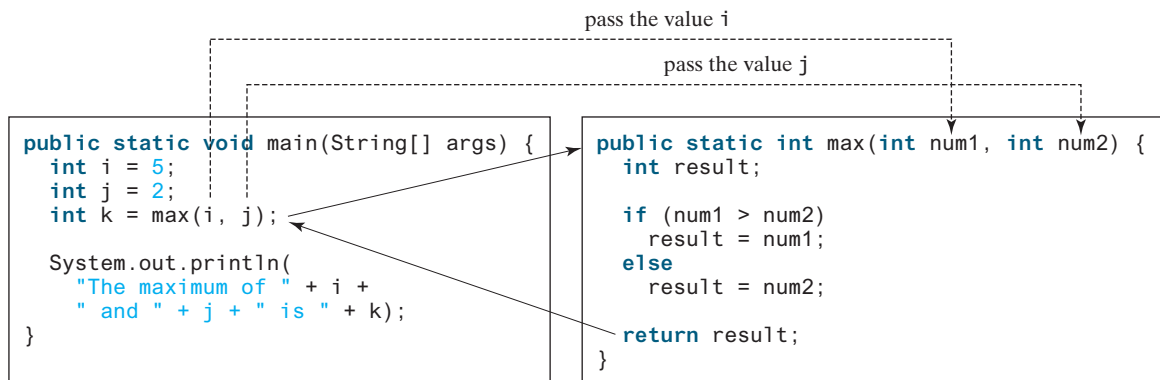 pass the value i
pass the value j
public static void main(String[] args) {
  int i = 5;
  int j = 2;
  int k = max(i, j);

  System.out.println(
    "The maximum of " + i +
    " and " + j + " is " + k);
}
public static int max(int num1, int num2) {
  int result;

  if (num1 > num2)
    result = num1;
  else
    result = num2;

  return result;
}